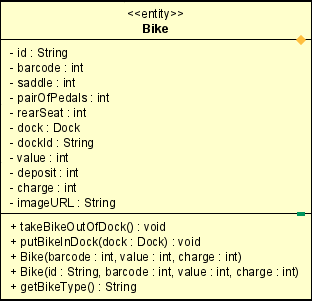 <<entity>>
Bike
- id : String
- barcode : int
- saddle : int
- pairOfPedals : int
- rearSeat : int
- dock : Dock
- dockId : String
- value : int
- deposit : int
- charge : int
- imageURL : String
+ takeBikeOutOfDock() : void
+ putBikeInDock(dock : Dock) : void
+ Bike(barcode : int, value : int, charge : int)
+ Bike(id : String, barcode : int, value : int, charge : int)
+ getBikeType() : String